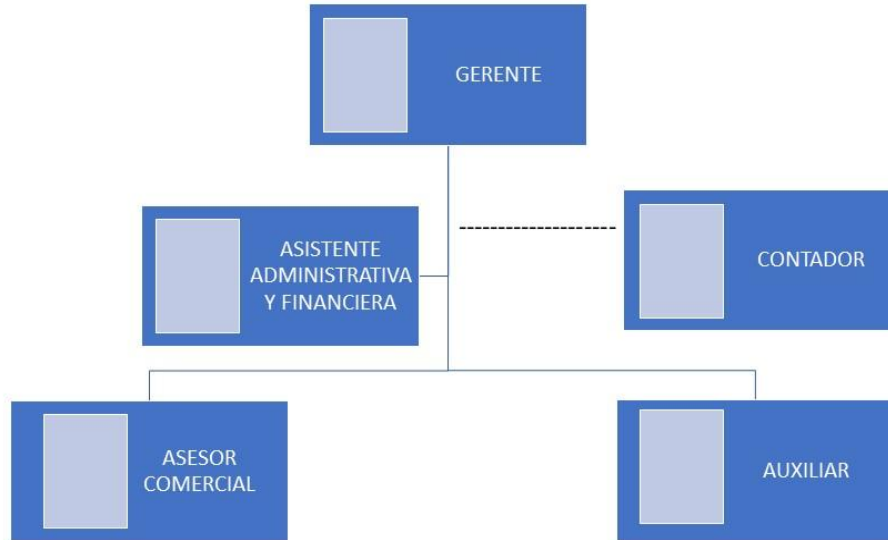 GERENTE
ASISTENTE
ADMINISTRATIVA
Y FINANCIERA
CONTADOR
ASESOR
COMERCIAL
AUXILIAR